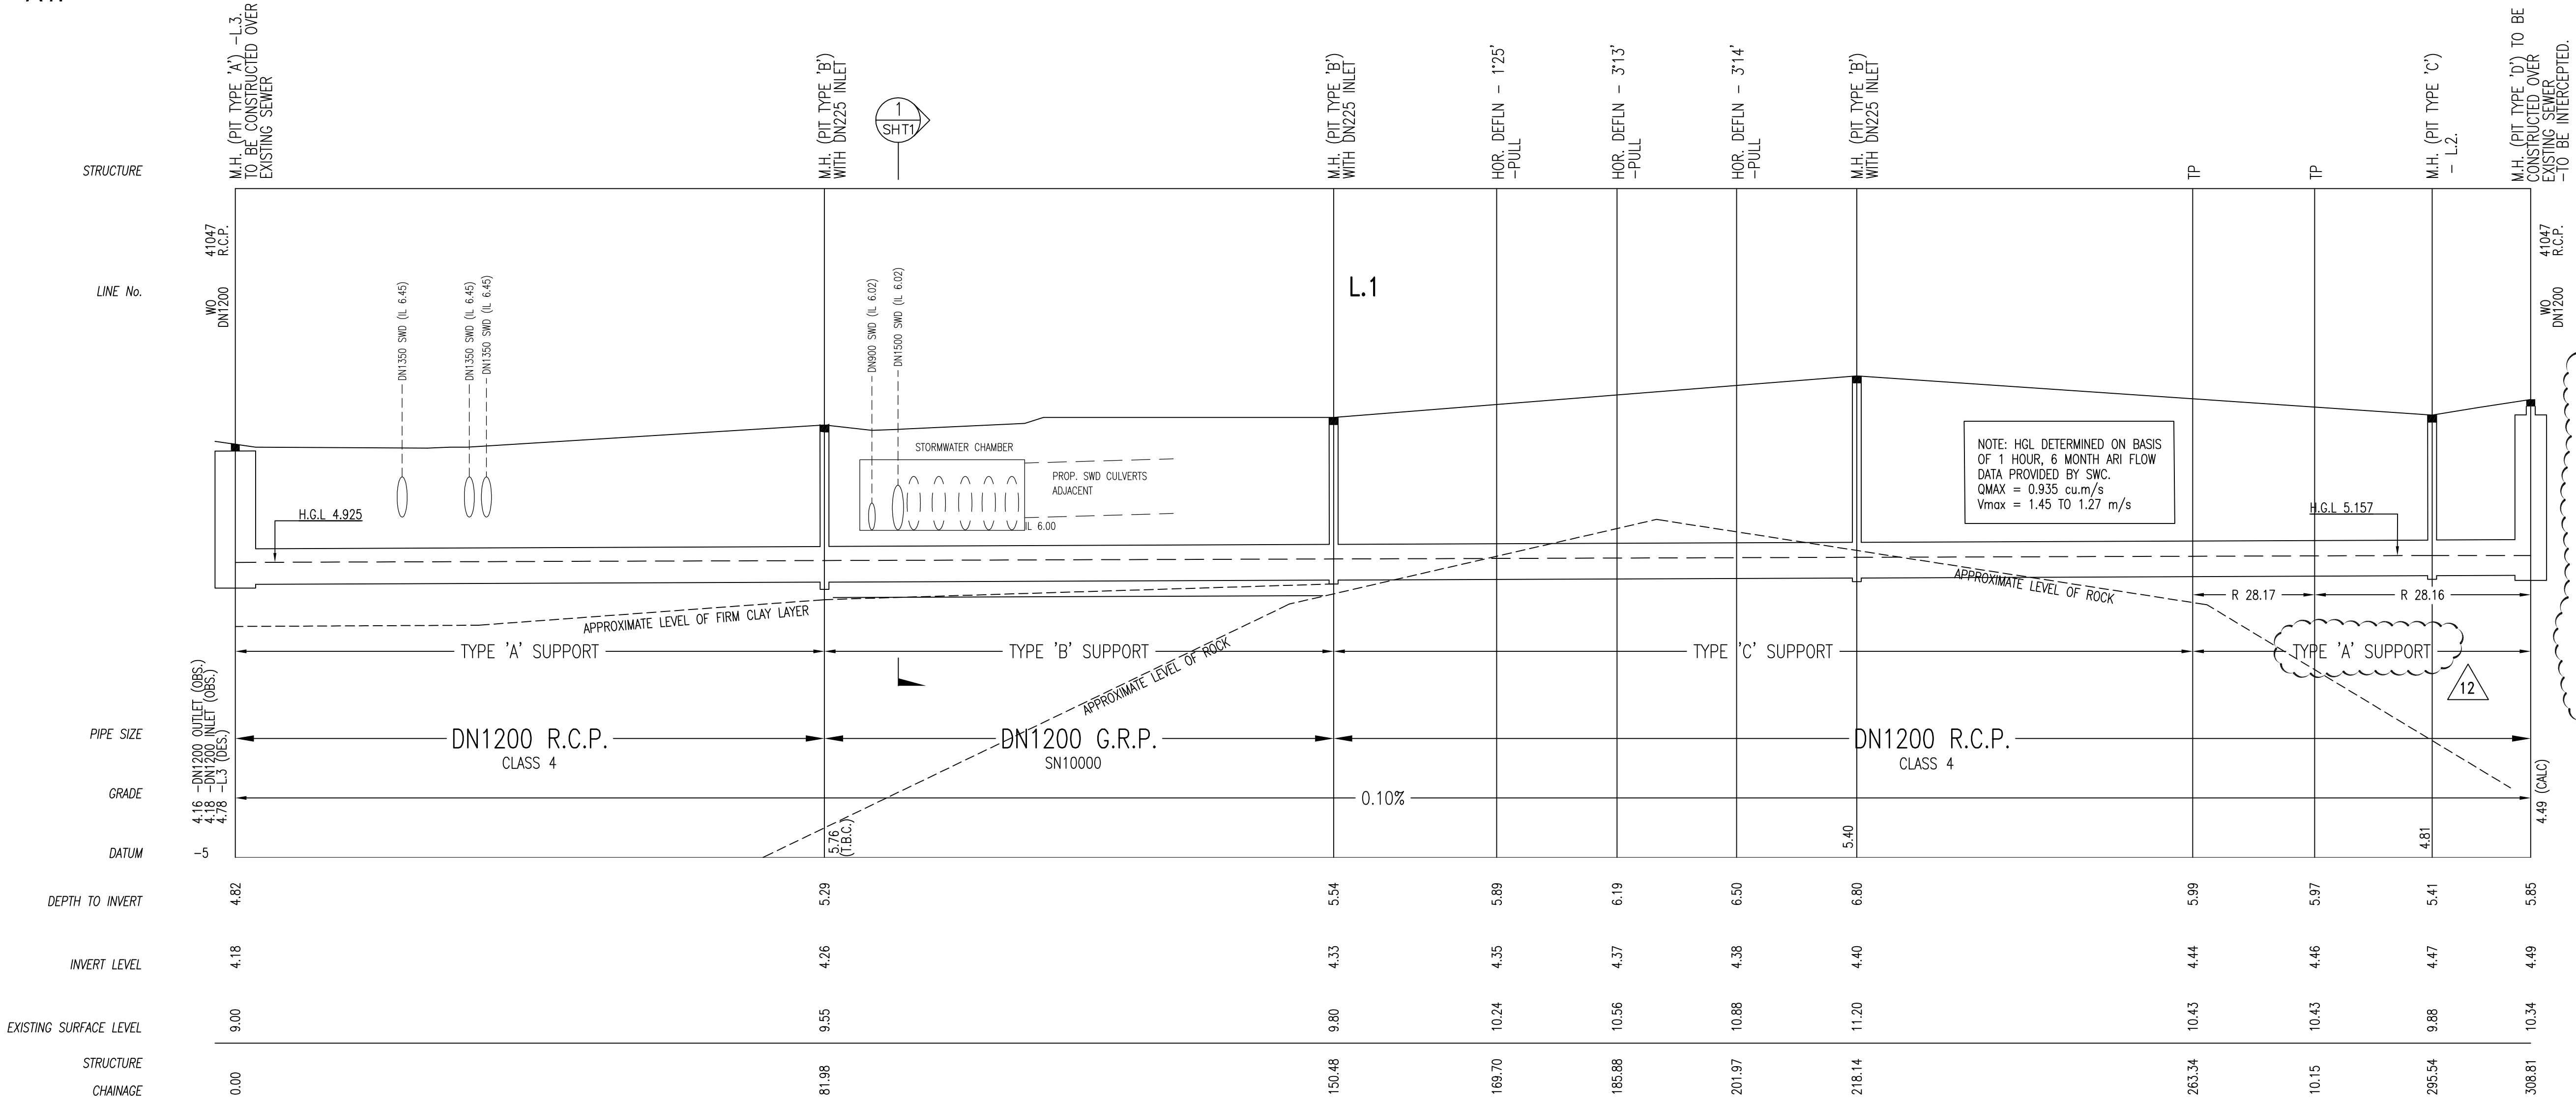 M.H. (PIT TYPE 'A') -L.3.
TO BE CONSTRUCTED OVER
EXISTING SEWER
M.H. (PIT TYPE 'B')
WITH DN225 INLET
1
SHT1
M.H. (PIT TYPE 'B')
WITH DN225 INLET
HOR. DEFLN - 1°25'
-PULL
HOR. DEFLN - 3°13'
-PULL
HOR. DEFLN - 3°14'
-PULL
M.H. (PIT TYPE 'B')
WITH DN225 INLET
TP
TP
M.H. (PIT TYPE 'C')
- L.2.
M.H. (PIT TYPE 'D') TO BE
CONSTRUCTED OVER
EXISTING SEWER
-TO BE INTERCEPTED.
STRUCTURE
LINE No.
WO 41047
DN1200 R.C.P.
L.1
WO 41047
DN1200 R.C.P.
DN1350 SWD (IL 6.45)
DN1350 SWD (IL 6.45)
DN1350 SWD (IL 6.45)
DN900 SWD (IL 6.02)
DN1500 SWD (IL 6.02)
STORMWATER CHAMBER
PROP. SWD CULVERTS
ADJACENT
IL 6.00
NOTE: HGL DETERMINED ON BASIS
OF 1 HOUR, 6 MONTH ARI FLOW
DATA PROVIDED BY SWC.
QMAX = 0.935 cu.m/s
Vmax = 1.45 TO 1.27 m/s
H.G.L 4.925
H.G.L 5.157
APPROXIMATE LEVEL OF FIRM CLAY LAYER
APPROXIMATE LEVEL OF ROCK
APPROXIMATE LEVEL OF ROCK
R 28.17
R 28.16
TYPE 'A' SUPPORT
TYPE 'B' SUPPORT
TYPE 'C' SUPPORT
TYPE 'A' SUPPORT
12
4.16 -DN1200 OUTLET (OBS.)
4.18 -DN1200 INLET (OBS.)
4.78 -L.3 (DES.)
PIPE SIZE
DN1200 R.C.P.
CLASS 4
DN1200 G.R.P.
SN10000
DN1200 R.C.P.
CLASS 4
GRADE
0.10%
4.49 (CALC)
DATUM
-5
5.76
(T.B.C.)
5.40
4.81
DEPTH TO INVERT
4.82 5.29 5.54 5.89 6.19 6.50 6.80 5.99 5.97 5.41 5.85
INVERT LEVEL
4.18 4.26 4.33 4.35 4.37 4.38 4.40 4.44 4.46 4.47 4.49
EXISTING SURFACE LEVEL
9.00 9.55 9.80 10.24 10.56 10.88 11.20 10.43 10.43 9.88 10.34
STRUCTURE
CHAINAGE
0.00 81.98 150.48 169.70 185.88 201.97 218.14 263.34 10.15 295.54 308.81